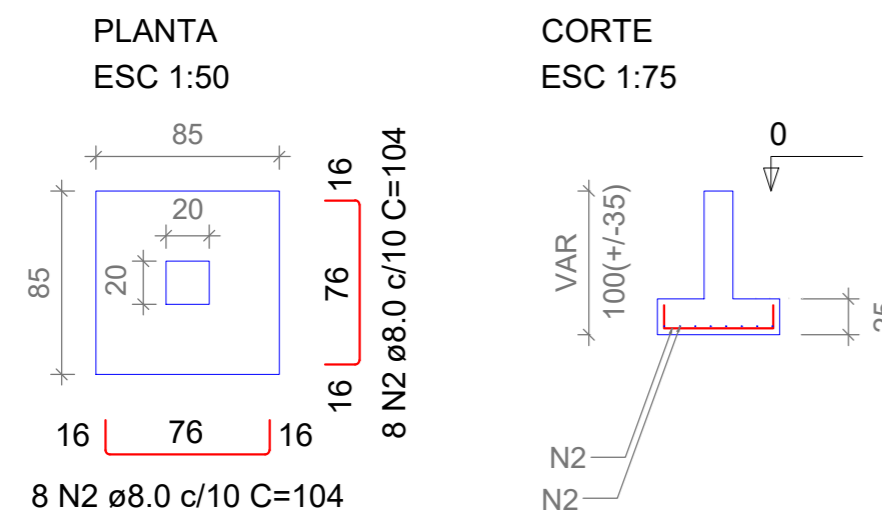 PLANTA
ESC 1:50
85
85
20
20
16
76
16
8 N2 ø8.0 c/10 C=104
16
76
16
8 N2 ø8.0 c/10 C=104
CORTE
ESC 1:75
0
VAR
100(+/-35)
25
N2
N2